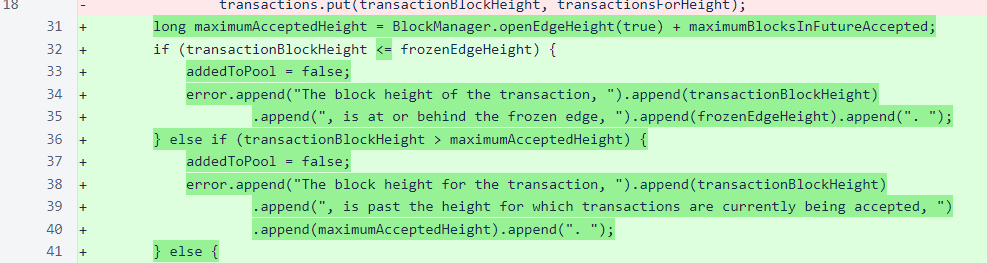 18 - transactions.put(transactionBlockHeight, transactionsForHeight);
31 + long maximumAcceptedHeight = BlockManager.openEdgeHeight(true) + maximumBlocksInFutureAccepted;
32 + if (transactionBlockHeight <= frozenEdgeHeight) {
33 + addedToPool = false;
34 + error.append("The block height of the transaction, ").append(transactionBlockHeight)
35 + .append(", is at or behind the frozen edge, ").append(frozenEdgeHeight).append(". ");
36 + } else if (transactionBlockHeight > maximumAcceptedHeight) {
37 + addedToPool = false;
38 + error.append("The block height for the transaction, ").append(transactionBlockHeight)
39 + .append(", is past the height for which transactions are currently being accepted, ")
40 + .append(maximumAcceptedHeight).append(". ");
41 + } else {